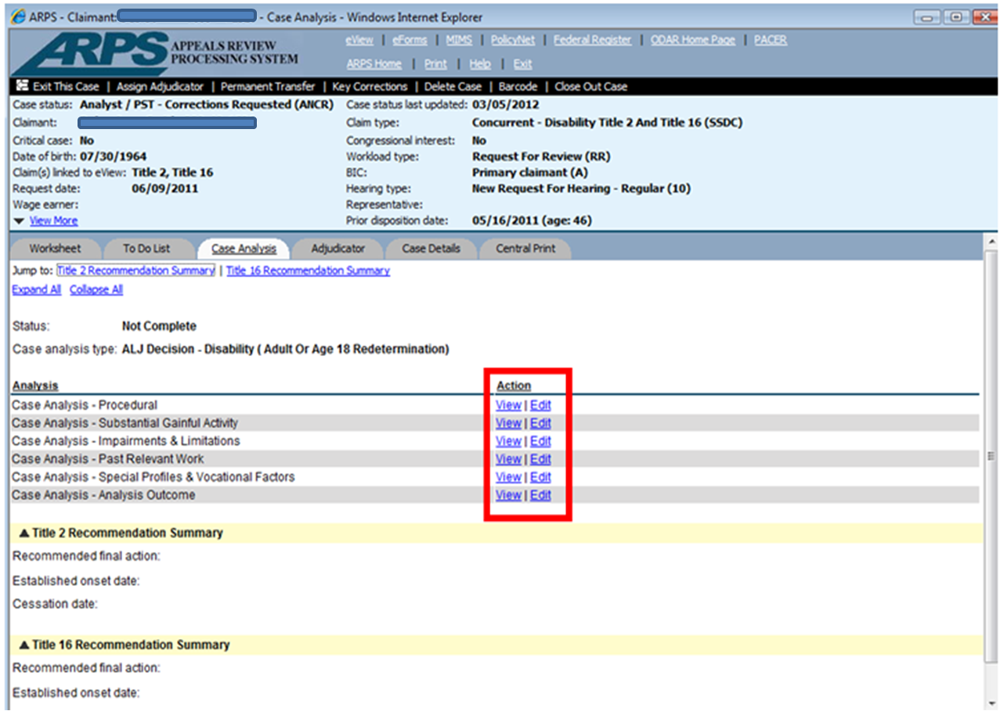 ARPS - Claimant: - Case Analysis - Windows Internet Explorer
ARPS APPEALS REVIEW PROCESSING SYSTEM
eView | eForms | MIMS | PolicyNet | Federal Register | ODAR Home Page | PACER
ARPS Home | Print | Help | Exit
Exit This Case | Assign Adjudicator | Permanent Transfer | Key Corrections | Delete Case | Barcode | Close Out Case
Case status: Analyst / PST - Corrections Requested (ANCR) Case status last updated: 03/05/2012
Claimant: Claim type: Concurrent - Disability Title 2 And Title 16 (SSDC)
Critical case: No Congressional interest: No
Date of birth: 07/30/1964 Workload type: Request For Review (RR)
Claim(s) linked to eView: Title 2, Title 16 BIC: Primary claimant (A)
Request date: 06/09/2011 Hearing type: New Request For Hearing - Regular (10)
Wage earner: Representative:
View More Prior disposition date: 05/16/2011 (age: 46)
Worksheet To Do List Case Analysis Adjudicator Case Details Central Print
Jump to: Title 2 Recommendation Summary | Title 16 Recommendation Summary
Expand All Collapse All
Status: Not Complete
Case analysis type: ALJ Decision - Disability ( Adult Or Age 18 Redetermination)
Analysis Action
Case Analysis - Procedural View | Edit
Case Analysis - Substantial Gainful Activity View | Edit
Case Analysis - Impairments & Limitations View | Edit
Case Analysis - Past Relevant Work View | Edit
Case Analysis - Special Profiles & Vocational Factors View | Edit
Case Analysis - Analysis Outcome View | Edit
Title 2 Recommendation Summary
Recommended final action:
Established onset date:
Cessation date:
Title 16 Recommendation Summary
Recommended final action:
Established onset date: